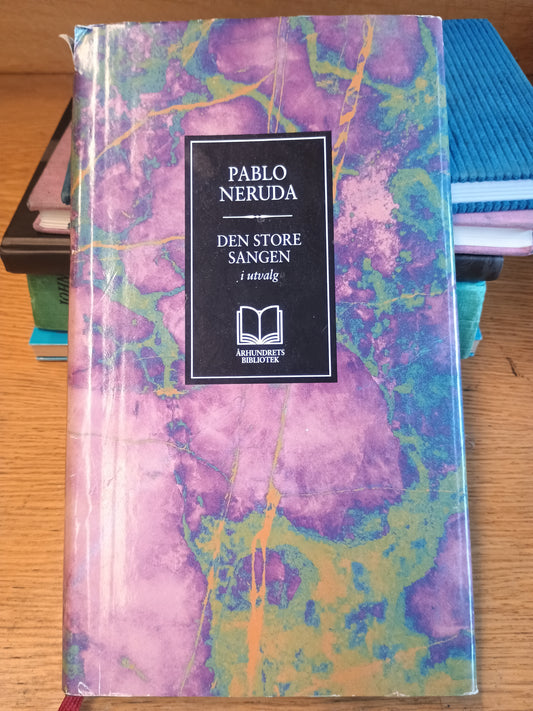 PABLO
NERUDA
DEN STORE
SANGEN
i utvalg
ÅRHUNDRETS
BIBLIOTEK